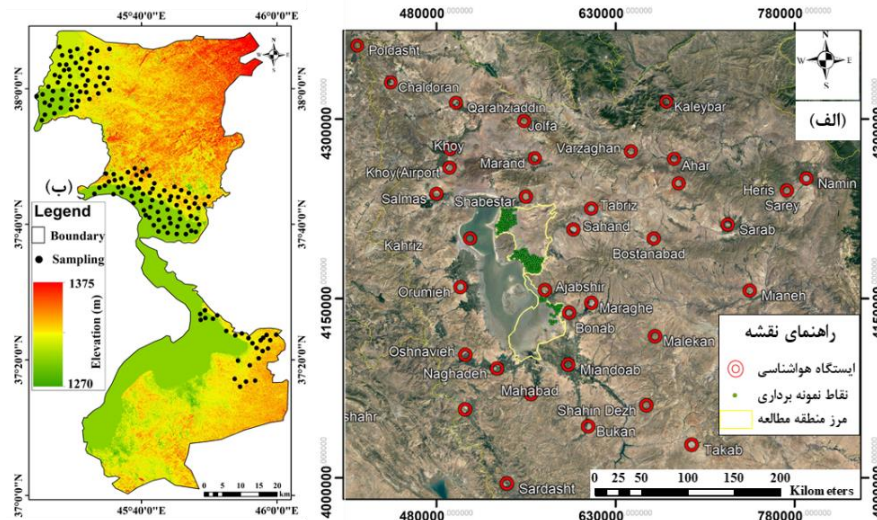 45°40'0"E
46°0'0"E
N
W
E
S
38°0'0"N
37°40'0"N
37°20'0"N
37°0'0"N
(ب)
Legend
Boundary
Sampling
1375
1270
Elevation (m)
0
5
10
20
km
45°40'0"E
46°0'0"E
38°0'0"N
37°40'0"N
37°20'0"N
37°0'0"N
480000
630000
780000
N
W
E
S
(الف)
4300000
4150000
4000000
Poldasht
Chaldoran
Qarahziaddin
Jolfa
Kaleybar
Khoy
Marand
Varzaghan
Ahar
Khoy(Airport
Salmas
Shabestar
Tabriz
Heris
Namin
Sarey
Sahand
Sarab
Kahriz
Bostanabad
Orumieh
Ajabshir
Maraghe
Mianeh
Bonab
Malekan
Oshnavieh
Naghadeh
Miandoab
Mahabad
shahr
Shahin Dezh
Bukan
Takab
Sardasht
راهنمای نقشه
ایستگاه هواشناسی
نقاط نمونه برداری
مرز منطقه مطالعه
0
25
50
100
150
200
Kilometers
480000
630000
780000
4300000
4150000
4000000